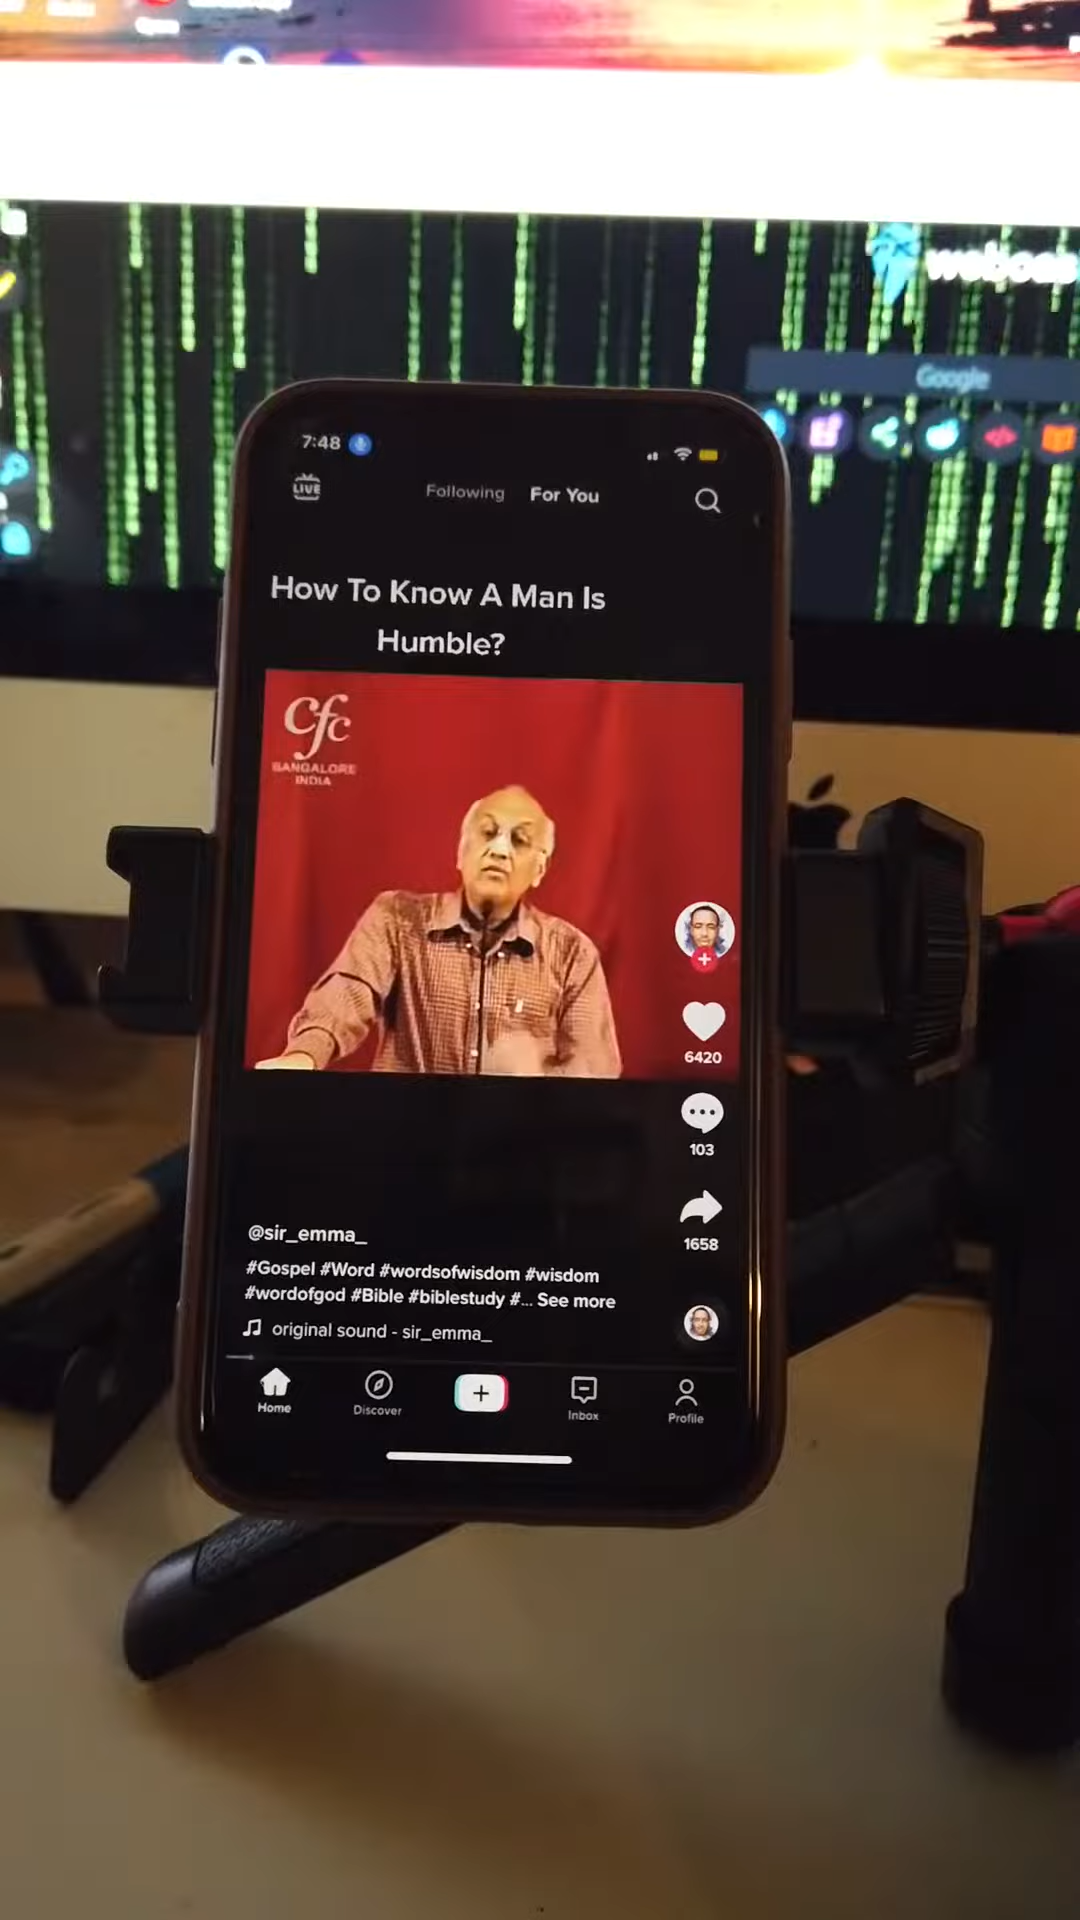 Google
7:48
LIVE
Following For You
How To Know A Man Is
Humble?
cfc
BANGALORE
INDIA
6420
103
1658
@sir_emma_
#Gospel #Word #wordsofwisdom #wisdom
#wordofgod #Bible #biblestudy #... See more
original sound - sir_emma_
Home
Discover
Inbox
Profile